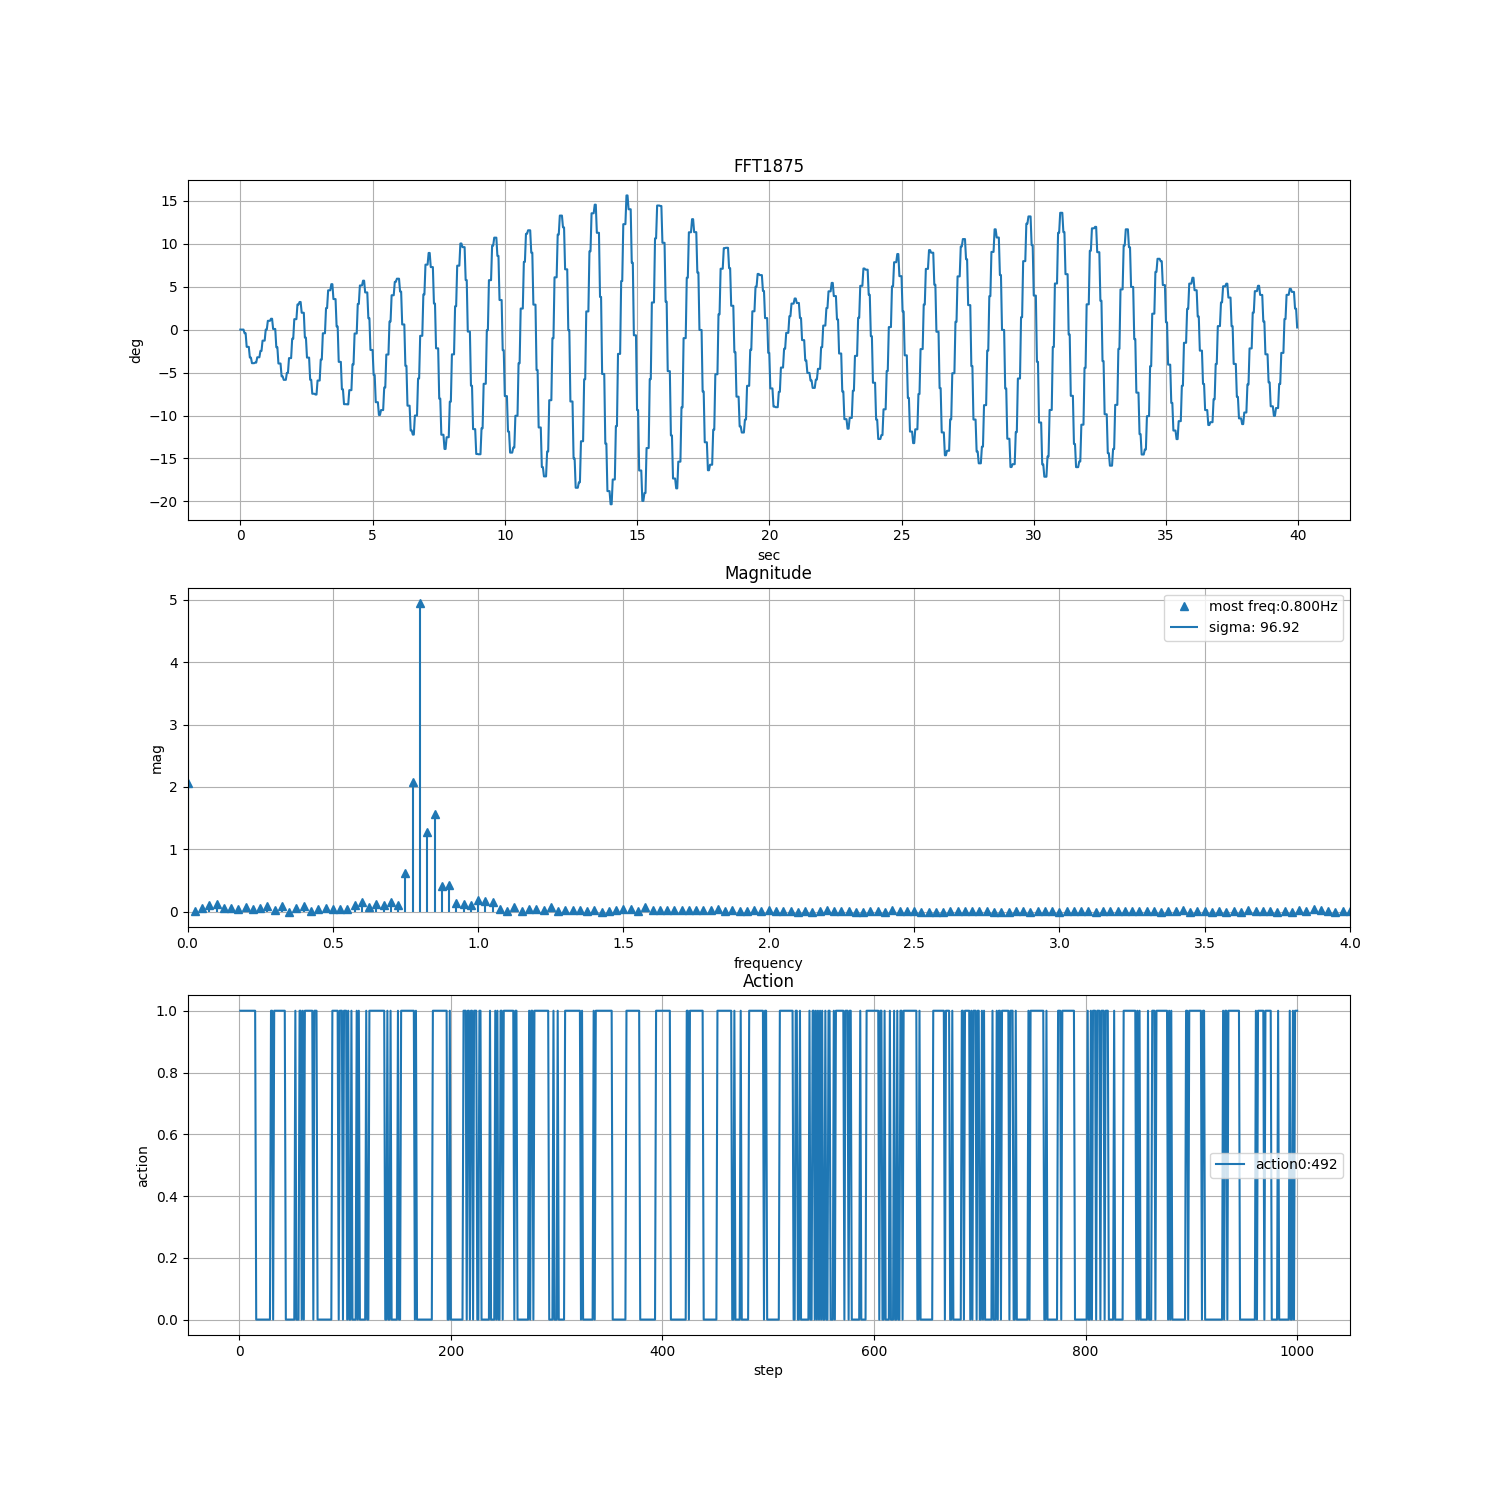 FFT1875
15
10
5
0
−5
−10
−15
−20
deg
0 5 10 15 20 25 30 35 40
sec
Magnitude
5
4
3
2
1
0
mag
most freq:0.800Hz
sigma: 96.92
0.0 0.5 1.0 1.5 2.0 2.5 3.0 3.5 4.0
frequency
Action
1.0
0.8
0.6
0.4
0.2
0.0
action
action0:492
0 200 400 600 800 1000
step